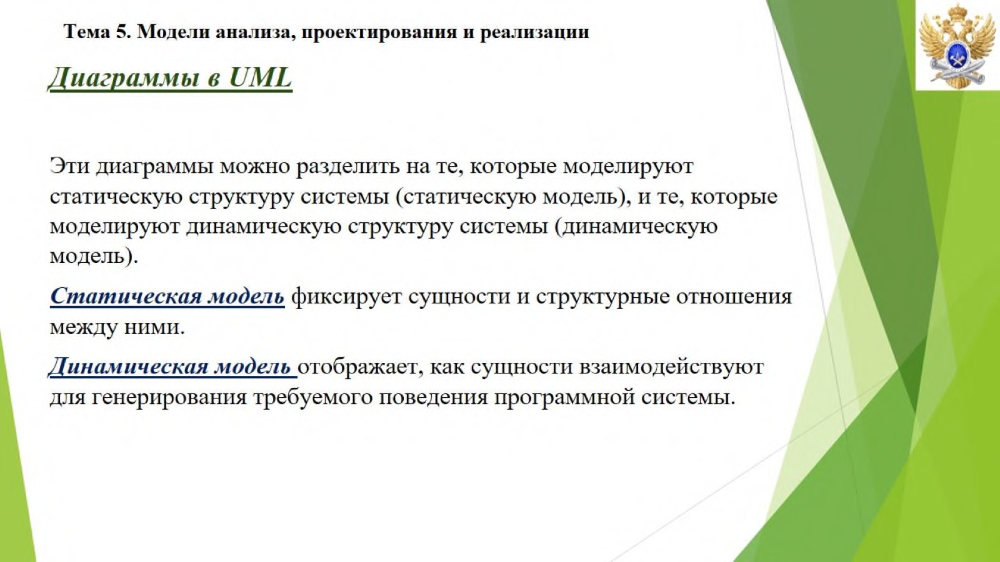 Тема 5. Модели анализа, проектирования и реализации
Диаграммы в UML
Эти диаграммы можно разделить на те, которые моделируют
статическую структуру системы (статическую модель), и те, которые
моделируют динамическую структуру системы (динамическую
модель).
Статическая модель фиксирует сущности и структурные отношения
между ними.
Динамическая модель отображает, как сущности взаимодействуют
для генерирования требуемого поведения программной системы.